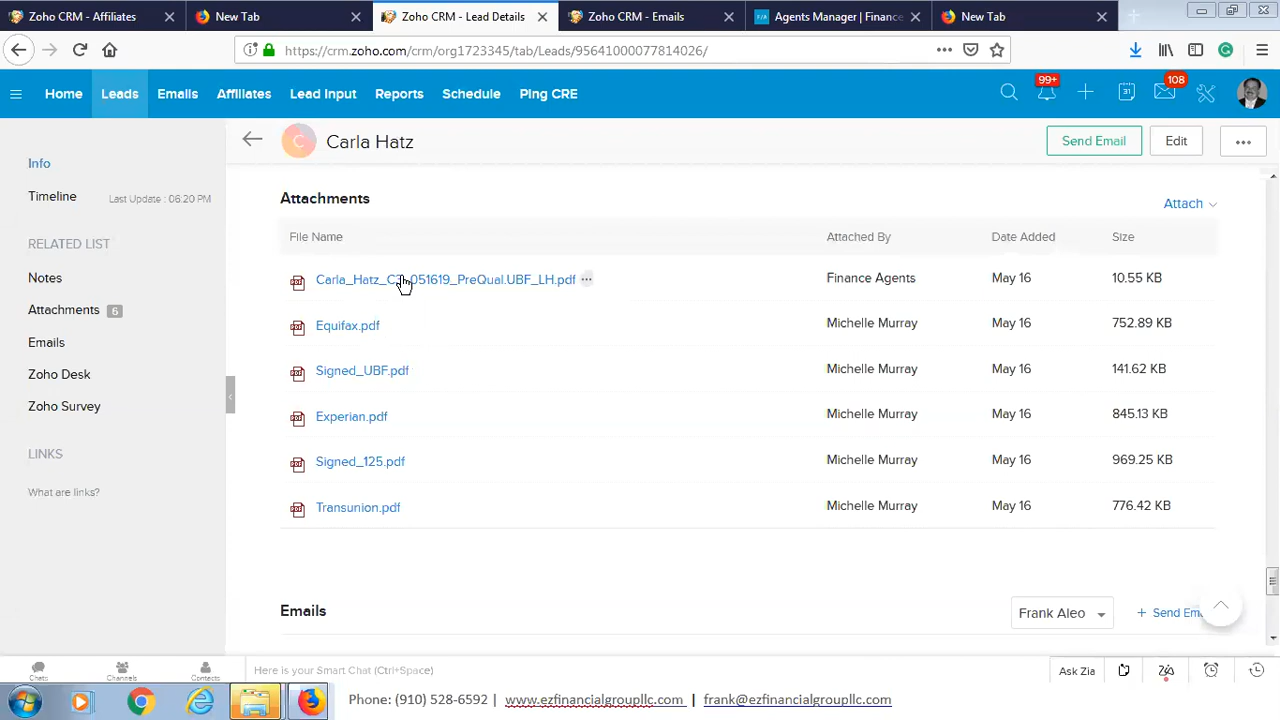 Zoho CRM - Affiliates
New Tab
Zoho CRM - Lead Details
Zoho CRM - Emails
F/A Agents Manager | Finance
New Tab
https://crm.zoho.com/crm/org1723345/tab/Leads/95641000077814026/
Home
Leads
Emails
Affiliates
Lead Input
Reports
Schedule
Ping CRE
99+
31
108
C
Carla Hatz
Send Email
Edit
Info
Timeline
Last Update : 06:20 PM
RELATED LIST
Notes
Attachments 6
Emails
Zoho Desk
Zoho Survey
LINKS
What are links?
Attachments
Attach
File Name
Attached By
Date Added
Size
Finance Agents
May 16
10.55 KB
Equifax.pdf
Michelle Murray
May 16
752.89 KB
Signed_UBF.pdf
Michelle Murray
May 16
141.62 KB
Experian.pdf
Michelle Murray
May 16
845.13 KB
Signed_125.pdf
Michelle Murray
May 16
969.25 KB
Transunion.pdf
Michelle Murray
May 16
776.42 KB
Emails
Frank Aleo
+ Send
Chats
Channels
Contacts
Here is your Smart Chat (Ctrl+Space)
Ask Zia
Phone: (910) 528-6592 | www.ezfinancialgroupllc.com | frank@ezfinancialgroupllc.com